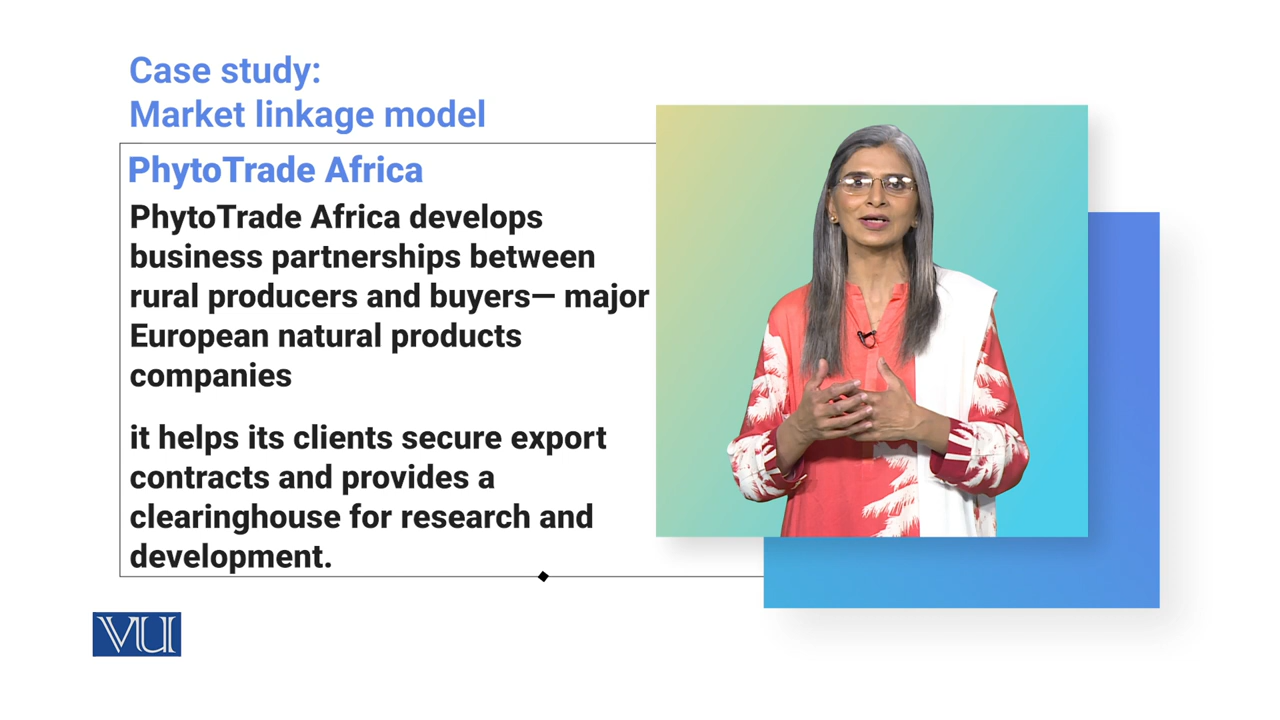 Case study:
Market linkage model
PhytoTrade Africa
PhytoTrade Africa develops
business partnerships between
rural producers and buyers— major
European natural products
companies
it helps its clients secure export
contracts and provides a
clearinghouse for research and
development.
VU